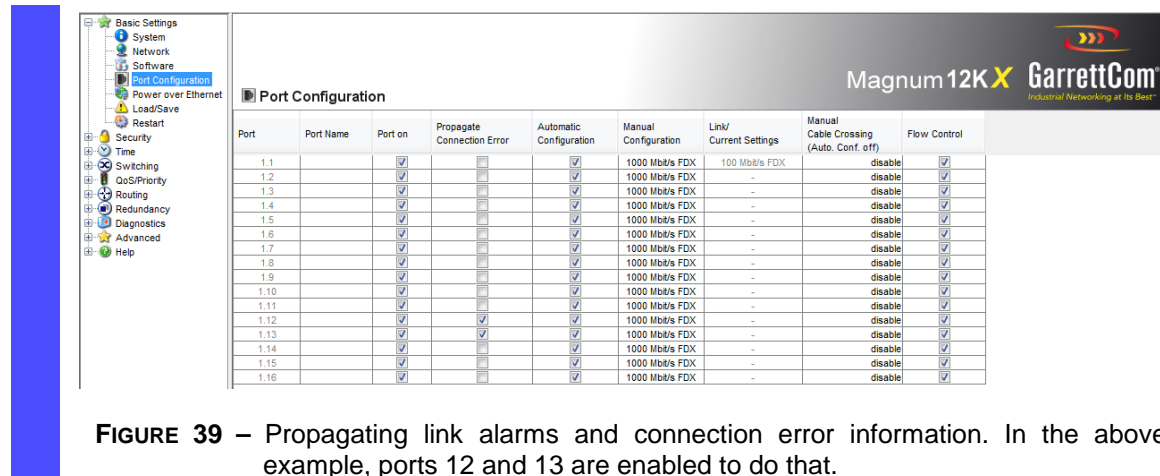 Basic Settings
System
Network
Software
Port Configuration
Power over Ethernet
Load/Save
Restart
Security
Time
Switching
QoS/Priority
Routing
Redundancy
Diagnostics
Advanced
Help
Magnum12KX GarrettCom®
Industrial Networking at Its Best™
Port Configuration
Port Port Name Port on Propagate Connection Error Automatic Configuration Manual Configuration Link/ Current Settings Manual Cable Crossing (Auto. Conf. off) Flow Control
1.1 1000 Mbit/s FDX 100 Mbit/s FDX disable
1.2 1000 Mbit/s FDX - disable
1.3 1000 Mbit/s FDX - disable
1.4 1000 Mbit/s FDX - disable
1.5 1000 Mbit/s FDX - disable
1.6 1000 Mbit/s FDX - disable
1.7 1000 Mbit/s FDX - disable
1.8 1000 Mbit/s FDX - disable
1.9 1000 Mbit/s FDX - disable
1.10 1000 Mbit/s FDX - disable
1.11 1000 Mbit/s FDX - disable
1.12 1000 Mbit/s FDX - disable
1.13 1000 Mbit/s FDX - disable
1.14 1000 Mbit/s FDX - disable
1.15 1000 Mbit/s FDX - disable
1.16 1000 Mbit/s FDX - disable
FIGURE 39 – Propagating link alarms and connection error information. In the above
example, ports 12 and 13 are enabled to do that.